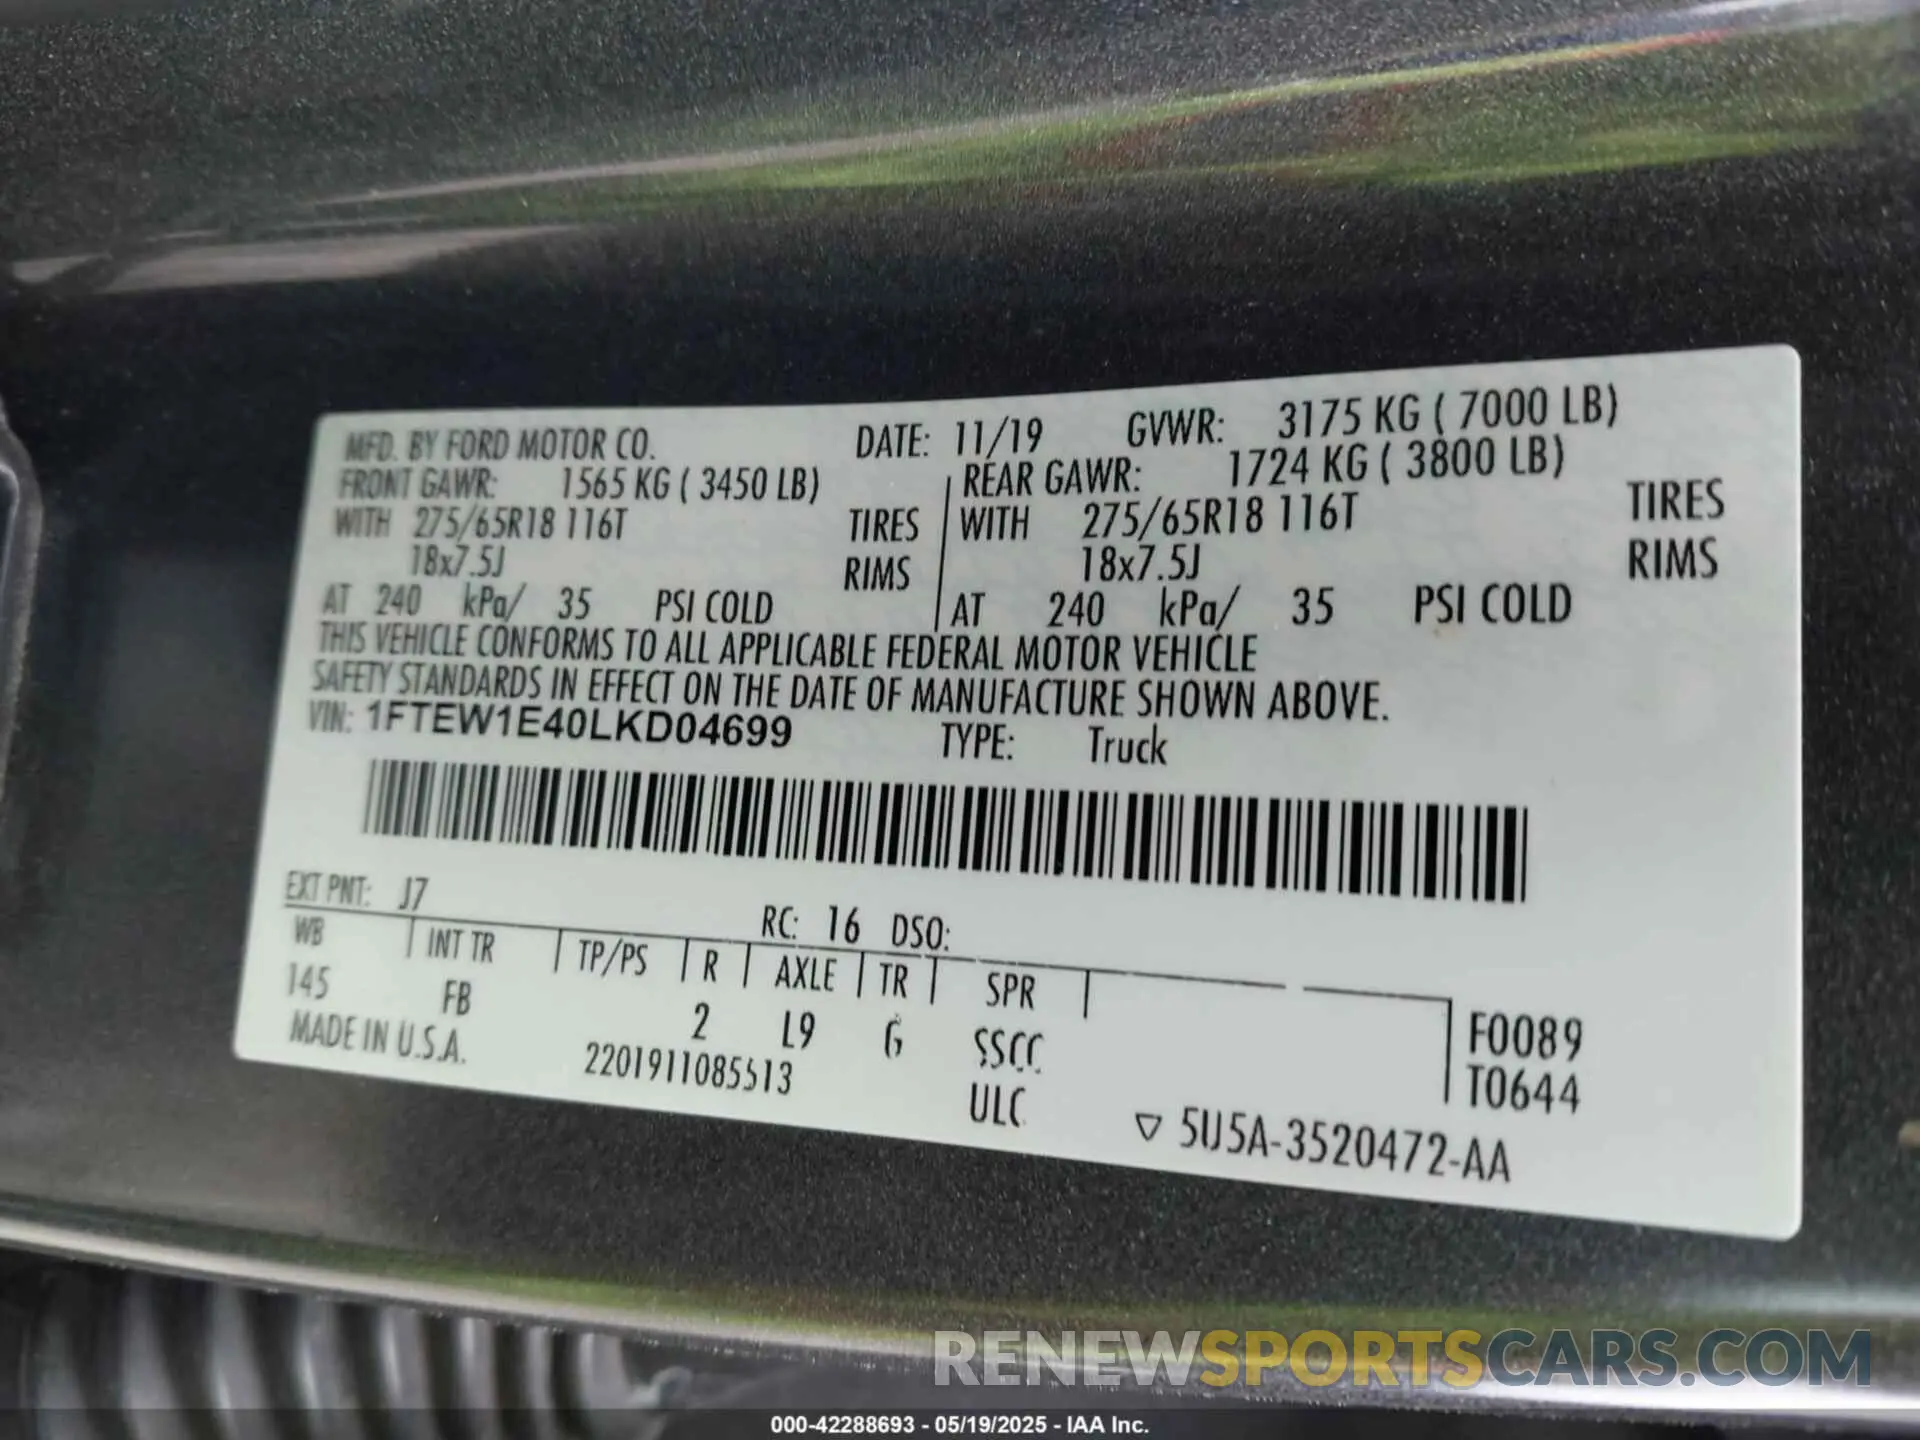 MFD. BY FORD MOTOR CO. DATE: 11/19 GVWR: 3175 KG ( 7000 LB)
FRONT GAWR: 1565 KG ( 3450 LB) REAR GAWR: 1724 KG ( 3800 LB)
WITH 275/65R18 116T TIRES WITH 275/65R18 116T TIRES
18x7.5J RIMS 18x7.5J RIMS
AT 240 kPa/ 35 PSI COLD AT 240 kPa/ 35 PSI COLD
THIS VEHICLE CONFORMS TO ALL APPLICABLE FEDERAL MOTOR VEHICLE
SAFETY STANDARDS IN EFFECT ON THE DATE OF MANUFACTURE SHOWN ABOVE.
VIN: 1FTEW1E40LKD04699 TYPE: Truck
EXT PNT: J7 RC: 16 DSO:
WB INT TR TP/PS R AXLE TR SPR
145 FB 2 L9 6 SSCC F0089
MADE IN U.S.A. 2201911085513 ULC T0644
▽ 5U5A-3520472-AA
RENEWSPORTSCARS.COM
000-42288693 - 05/19/2025 - IAA Inc.